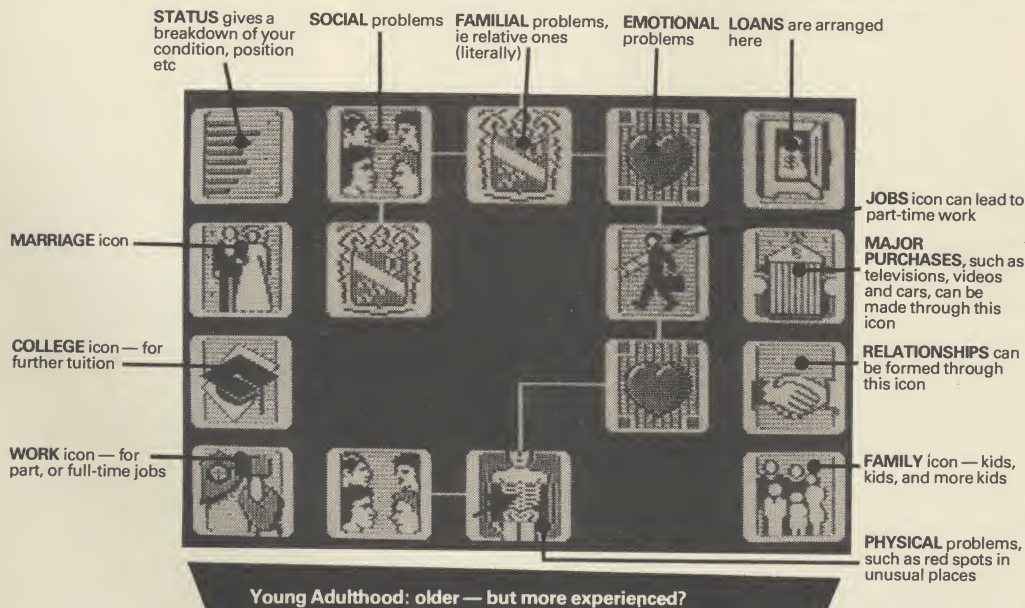 STATUS gives a
breakdown of your
condition, position
etc
SOCIAL problems
FAMILIAL problems,
ie relative ones
(literally)
EMOTIONAL
problems
LOANS are arranged
here
JOBS icon can lead to
part-time work
MARRIAGE icon
MAJOR
PURCHASES, such as
televisions, videos
and cars, can be
made through this
icon
COLLEGE icon — for
further tuition
RELATIONSHIPS can
be formed through
this icon
WORK icon — for
part, or full-time jobs
FAMILY icon — kids,
kids, and more kids
PHYSICAL problems,
such as red spots in
unusual places
Young Adulthood: older — but more experienced?